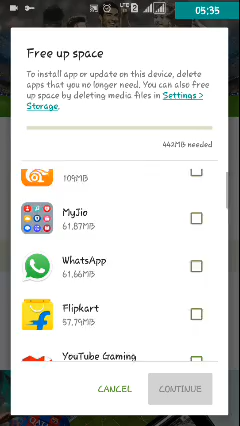 05:35
Free up space
To install app or update on this device, delete
apps that you no longer need. You can also free
up space by deleting media files in Settings >
Storage.
442MB needed
109MB
MyJio
61.87MB
WhatsApp
61.66MB
Flipkart
57.79MB
YouTube Gaming
CANCEL
CONTINUE